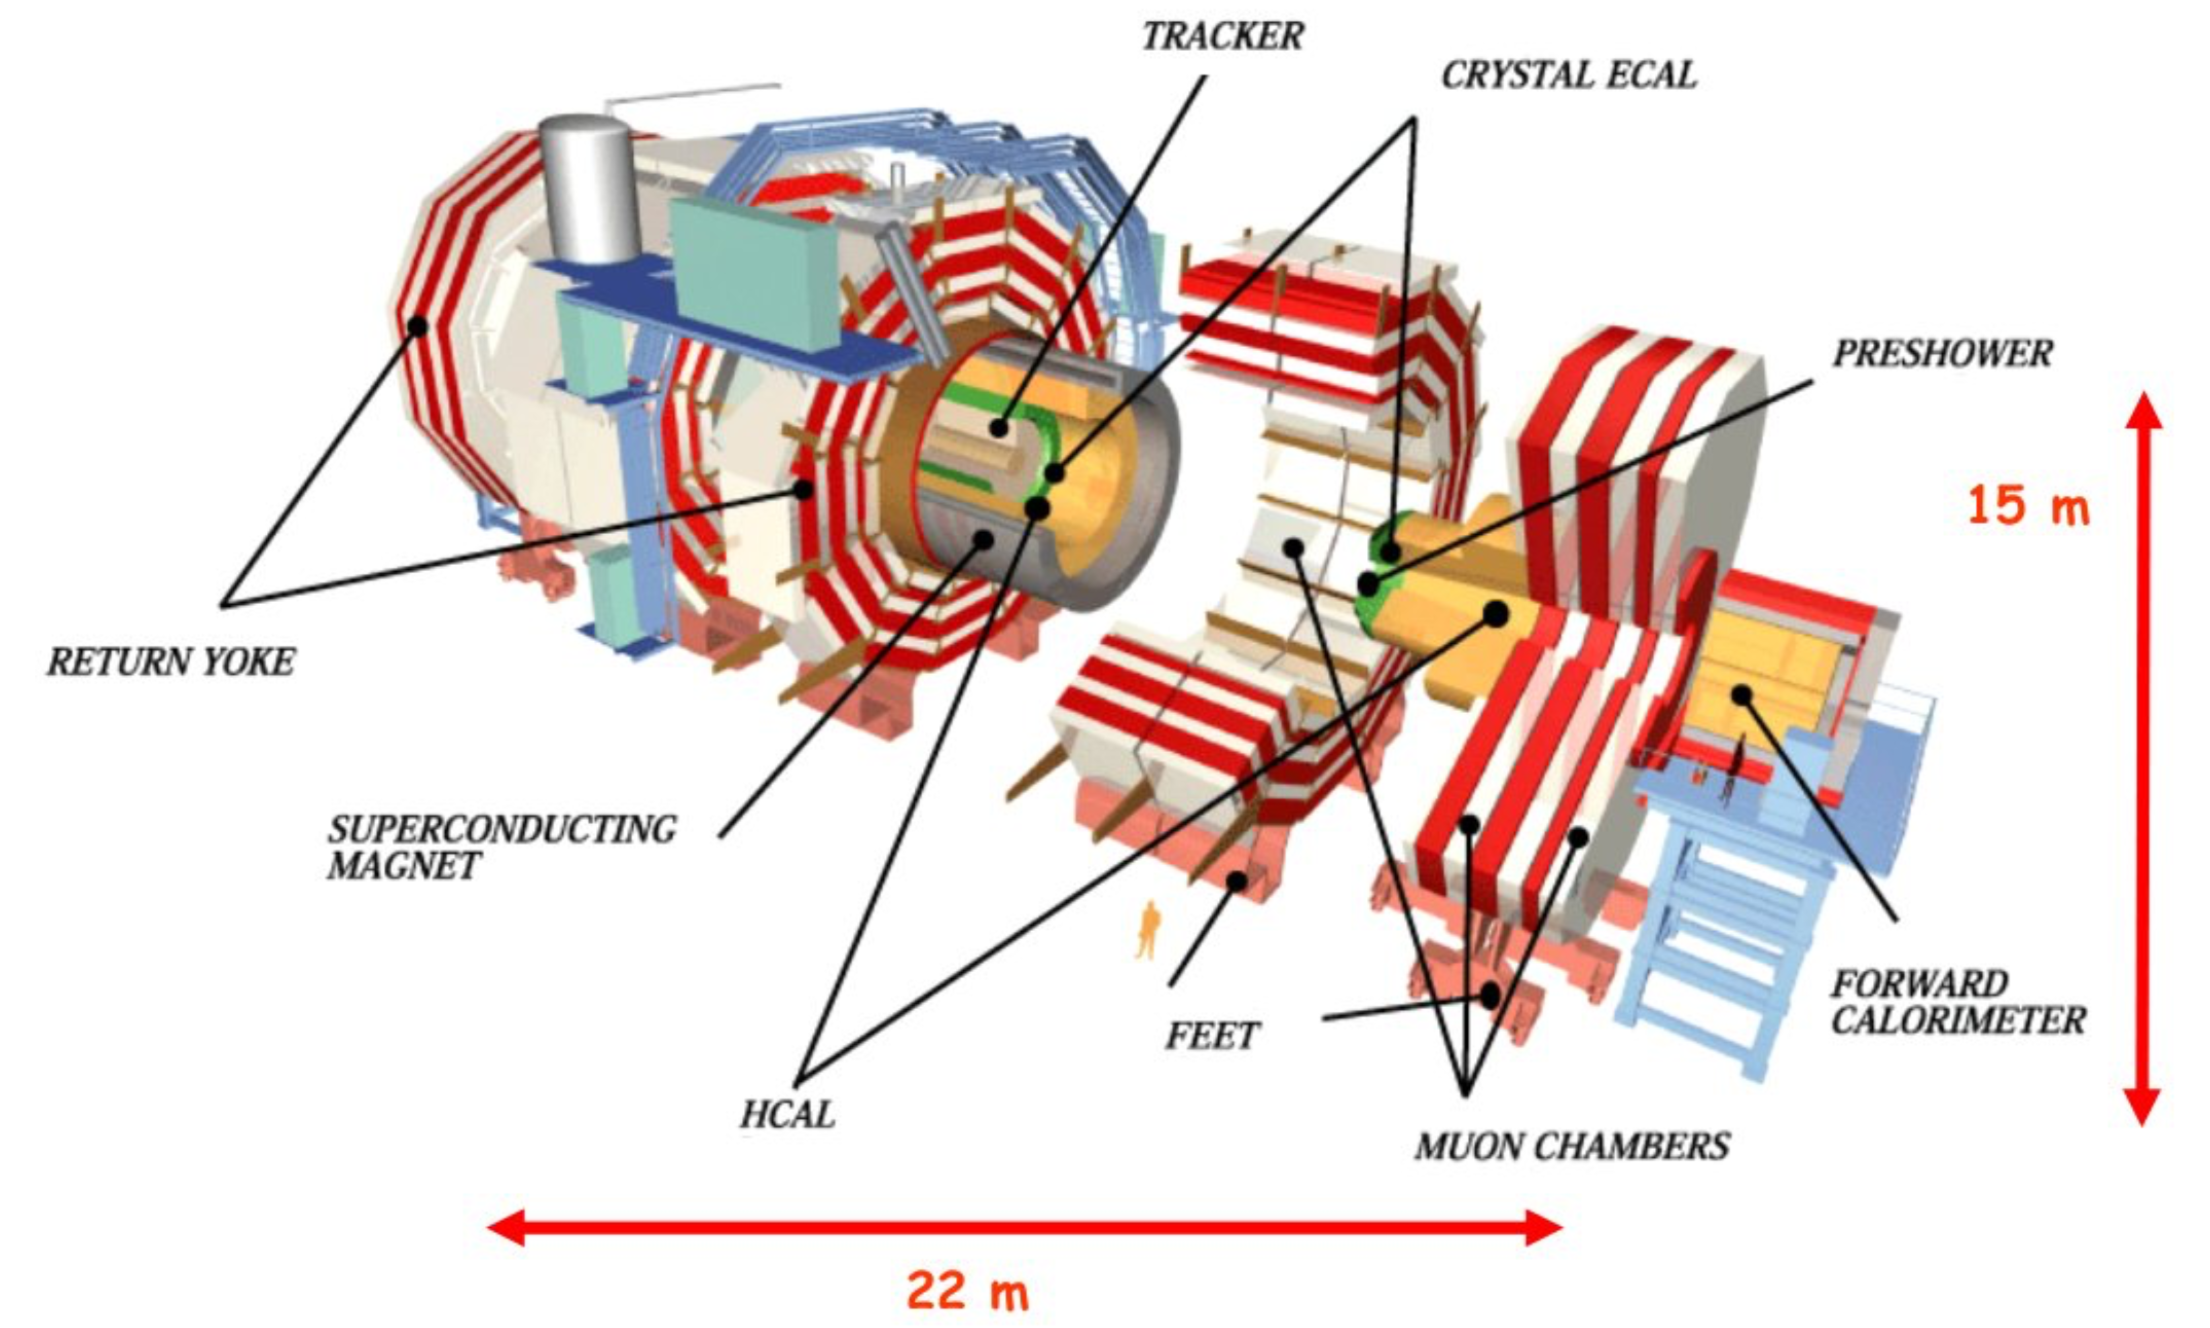 TRACKER
CRYSTAL ECAL
PRESHOWER
15 m
RETURN YOKE
SUPERCONDUCTING
MAGNET
FORWARD
CALORIMETER
FEET
HCAL
MUON CHAMBERS
22 m